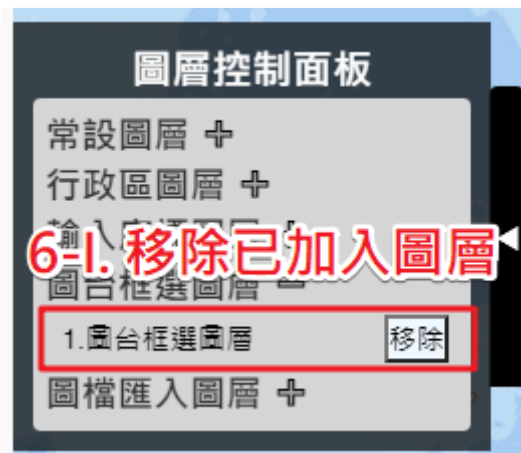 圖層控制面板
常設圖層 ✚
行政區圖層 ✚
6-I. 移除已加入圖層
圖台框選圖層
1.圖台框選圖層 移除
圖檔匯入圖層 ✚